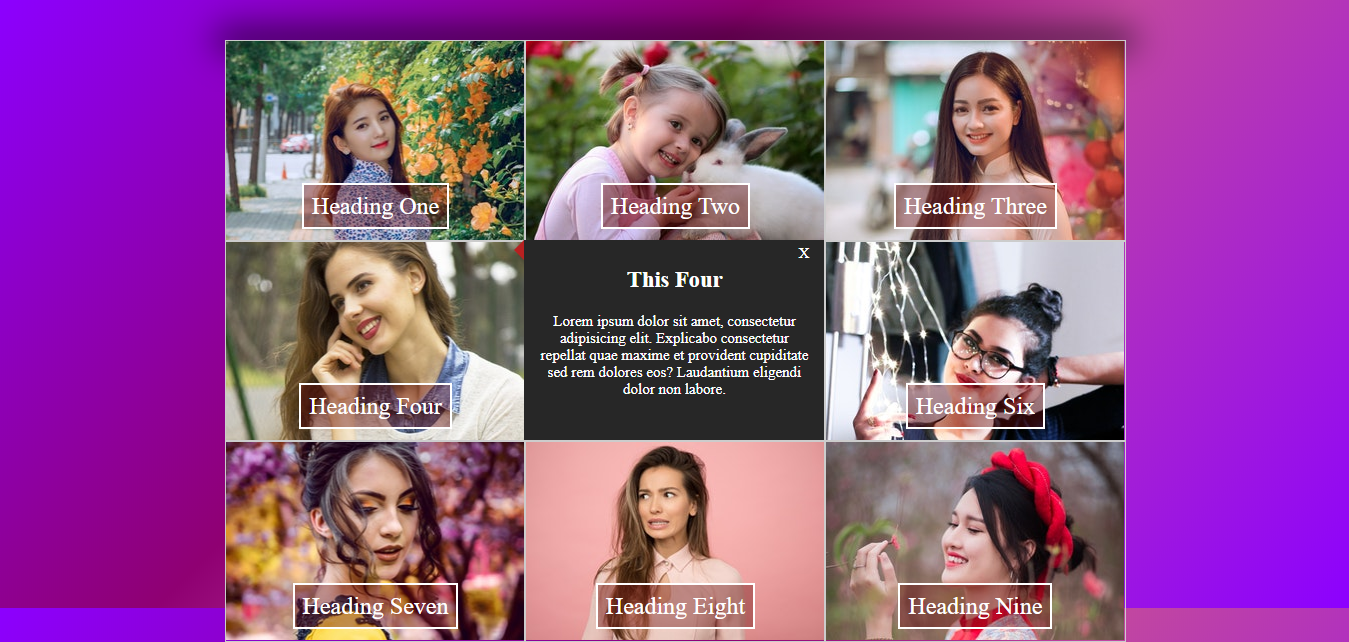 Heading One
Heading Two
Heading Three
X
This Four
Lorem ipsum dolor sit amet, consectetur
adipisicing elit. Explicabo consectetur
repellat quae maxime et provident cupiditate
sed rem dolores eos? Laudantium eligendi
dolor non labore.
Heading Four
Heading Six
Heading Seven
Heading Eight
Heading Nine